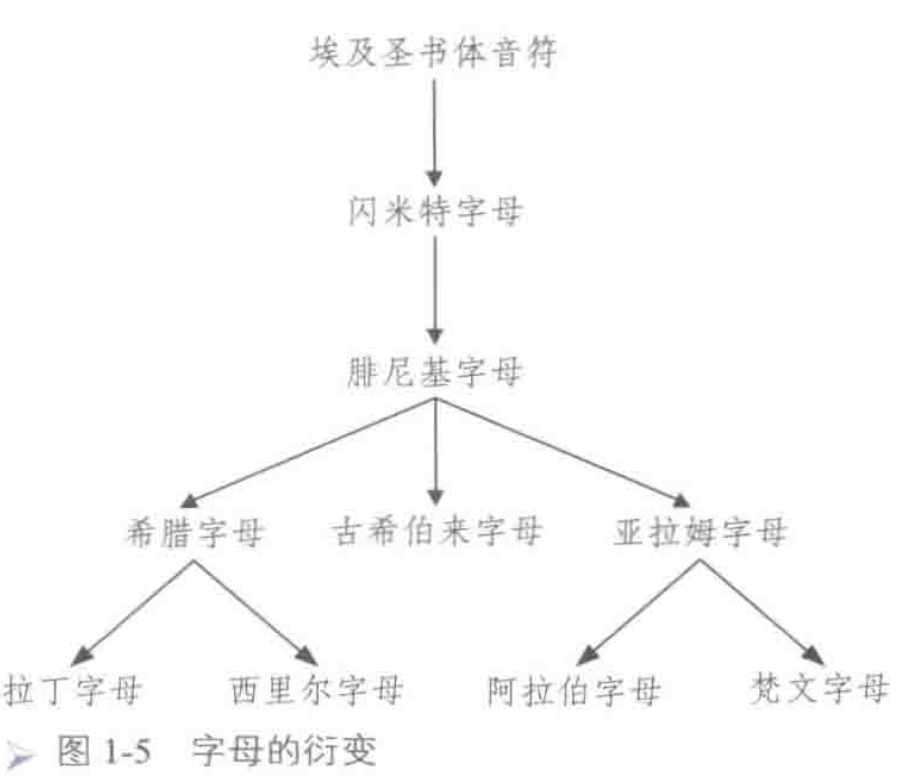 埃及圣书体音符
闪米特字母
腓尼基字母
希腊字母 古希伯来字母 亚拉姆字母
拉丁字母 西里尔字母 阿拉伯字母 梵文字母
图 1-5 字母的衍变